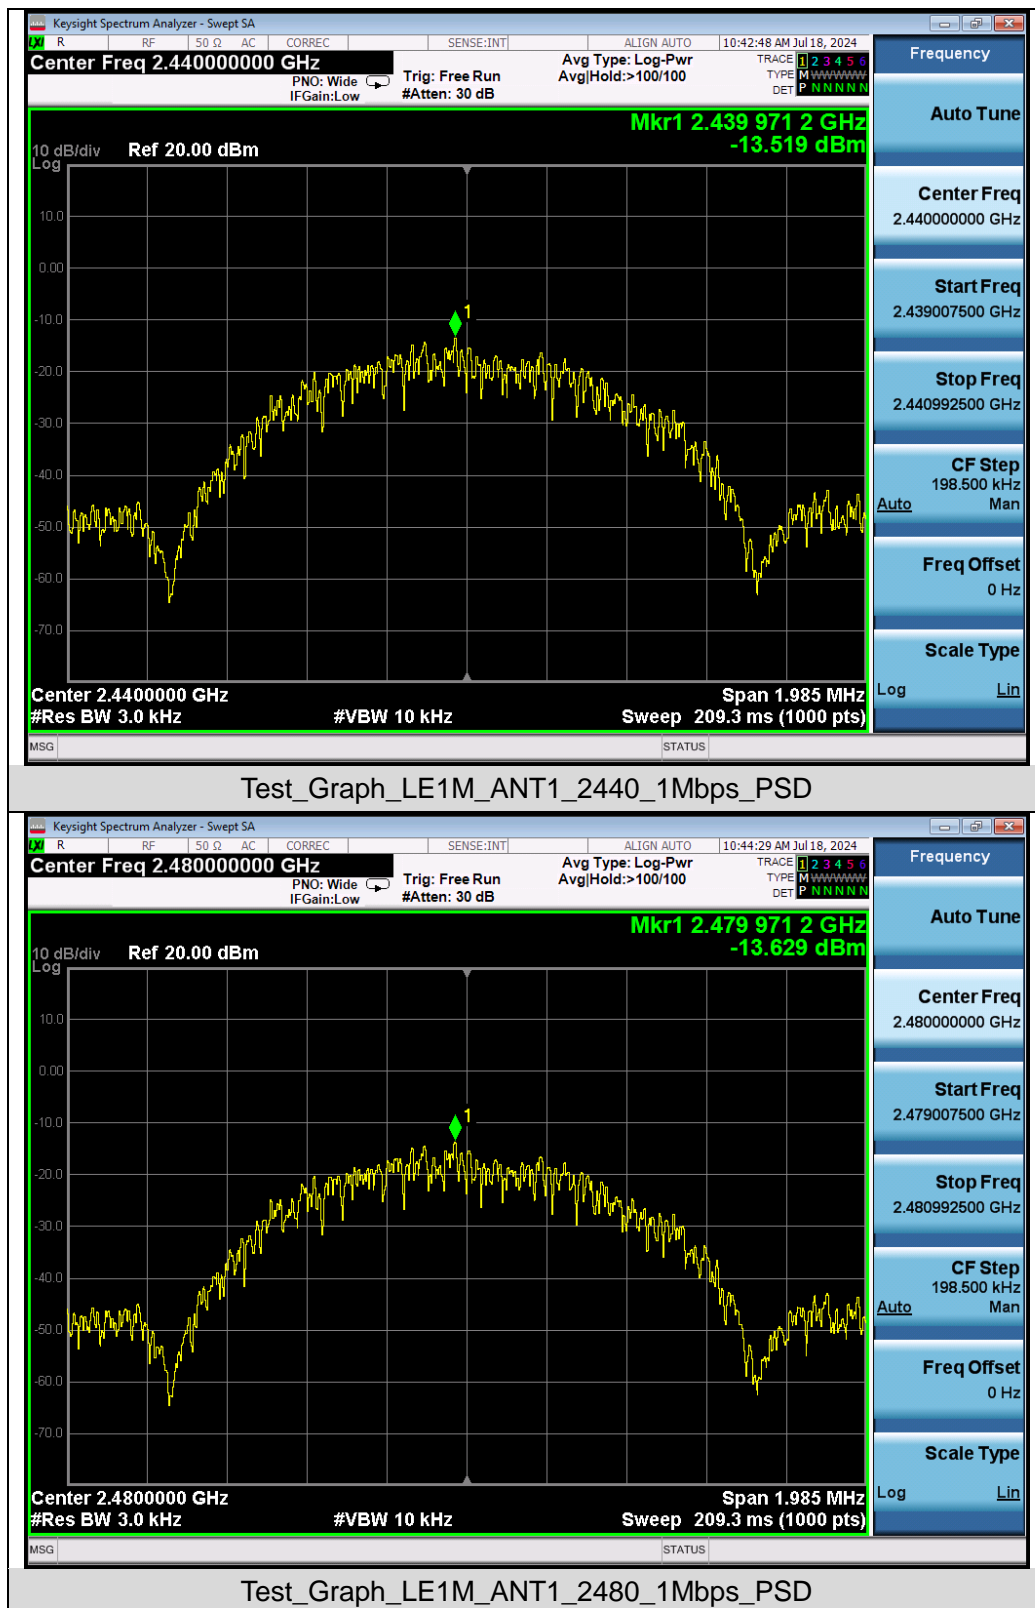 Keysight Spectrum Analyzer - Swept SA
LXI R RF 50 Ω AC CORREC SENSE:INT ALIGN AUTO 10:42:48 AM Jul 18, 2024
Center Freq 2.440000000 GHz
PNO: Wide
IFGain:Low
Trig: Free Run
#Atten: 30 dB
Avg Type: Log-Pwr
Avg|Hold:>100/100
TRACE 1 2 3 4 5 6
TYPE M WWWWW
DET P N N N N N
Frequency
Auto Tune
Center Freq
2.440000000 GHz
Start Freq
2.439007500 GHz
Stop Freq
2.440992500 GHz
CF Step
198.500 kHz
Auto Man
Freq Offset
0 Hz
Scale Type
Log Lin
Mkr1 2.439 971 2 GHz
-13.519 dBm
10 dB/div Ref 20.00 dBm
Log
10.0
0.00
-10.0
-20.0
-30.0
-40.0
-50.0
-60.0
-70.0
1
Center 2.4400000 GHz Span 1.985 MHz
#Res BW 3.0 kHz #VBW 10 kHz Sweep 209.3 ms (1000 pts)
MSG STATUS
Test_Graph_LE1M_ANT1_2440_1Mbps_PSD
Keysight Spectrum Analyzer - Swept SA
LXI R RF 50 Ω AC CORREC SENSE:INT ALIGN AUTO 10:44:29 AM Jul 18, 2024
Center Freq 2.480000000 GHz
PNO: Wide
IFGain:Low
Trig: Free Run
#Atten: 30 dB
Avg Type: Log-Pwr
Avg|Hold:>100/100
TRACE 1 2 3 4 5 6
TYPE M WWWWW
DET P N N N N N
Frequency
Auto Tune
Center Freq
2.480000000 GHz
Start Freq
2.479007500 GHz
Stop Freq
2.480992500 GHz
CF Step
198.500 kHz
Auto Man
Freq Offset
0 Hz
Scale Type
Log Lin
Mkr1 2.479 971 2 GHz
-13.629 dBm
10 dB/div Ref 20.00 dBm
Log
10.0
0.00
-10.0
-20.0
-30.0
-40.0
-50.0
-60.0
-70.0
1
Center 2.4800000 GHz Span 1.985 MHz
#Res BW 3.0 kHz #VBW 10 kHz Sweep 209.3 ms (1000 pts)
MSG STATUS
Test_Graph_LE1M_ANT1_2480_1Mbps_PSD